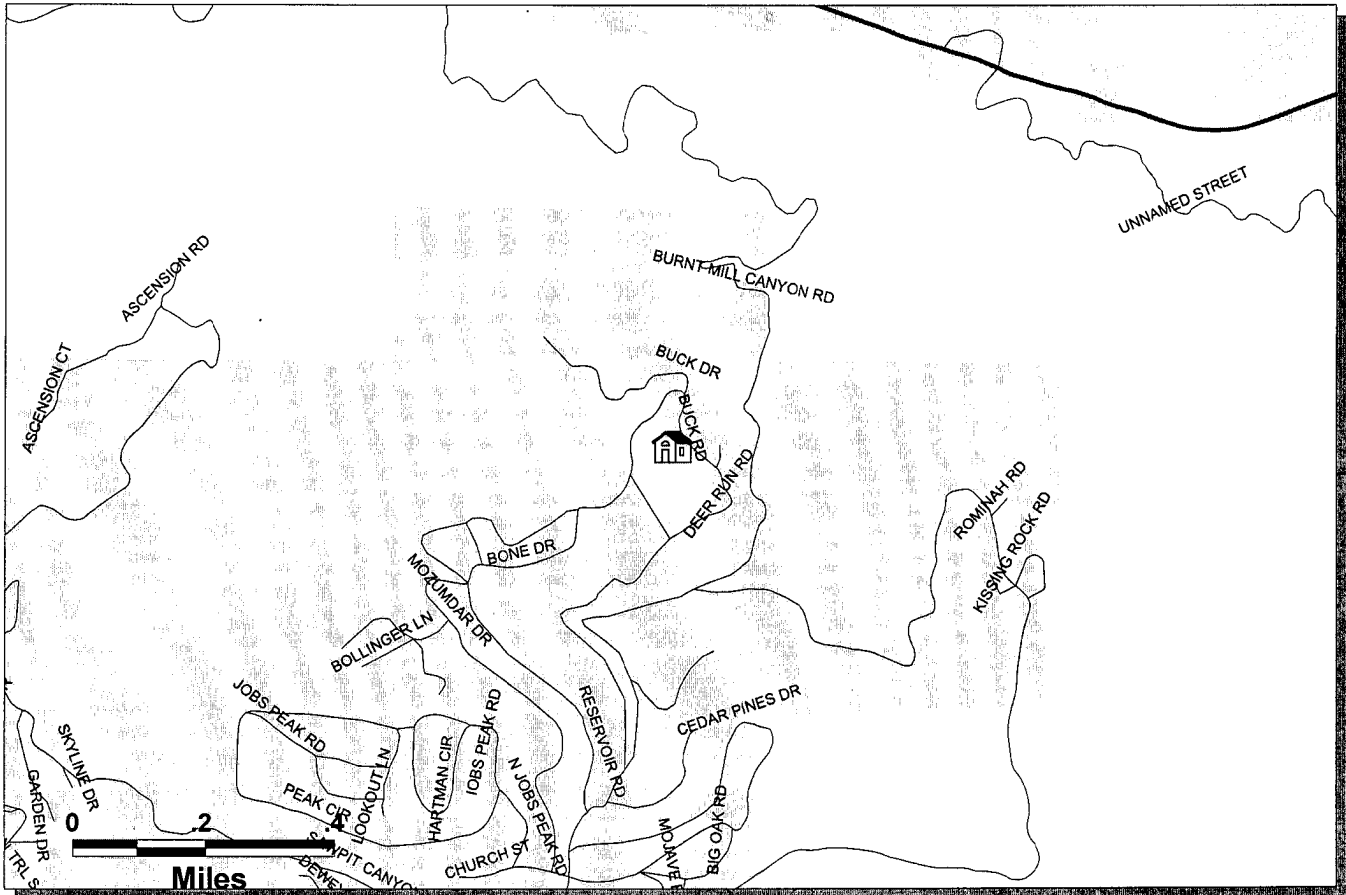 UNNAMED STREET
ASCENSION RD
BURNT MILL CANYON RD
ASCENSION CT
BUCK DR
BUCK RD
DEER RUN RD
ROMINAH RD
KISSING ROCK RD
BONE DR
MOZUMDAR DR
BOLLINGER LN
JOBS PEAK RD
RESERVOIR RD
CEDAR PINES DR
SKYLINE DR
GARDEN DR
PEAK CIR
LOOKOUT LN
HARTMAN CIR
JOBS PEAK RD
N JOBS PEAK RD
CHURCH ST
MOJAVE
BIG OAK RD
TRL S
DEWEY
0 .2 .4
Miles